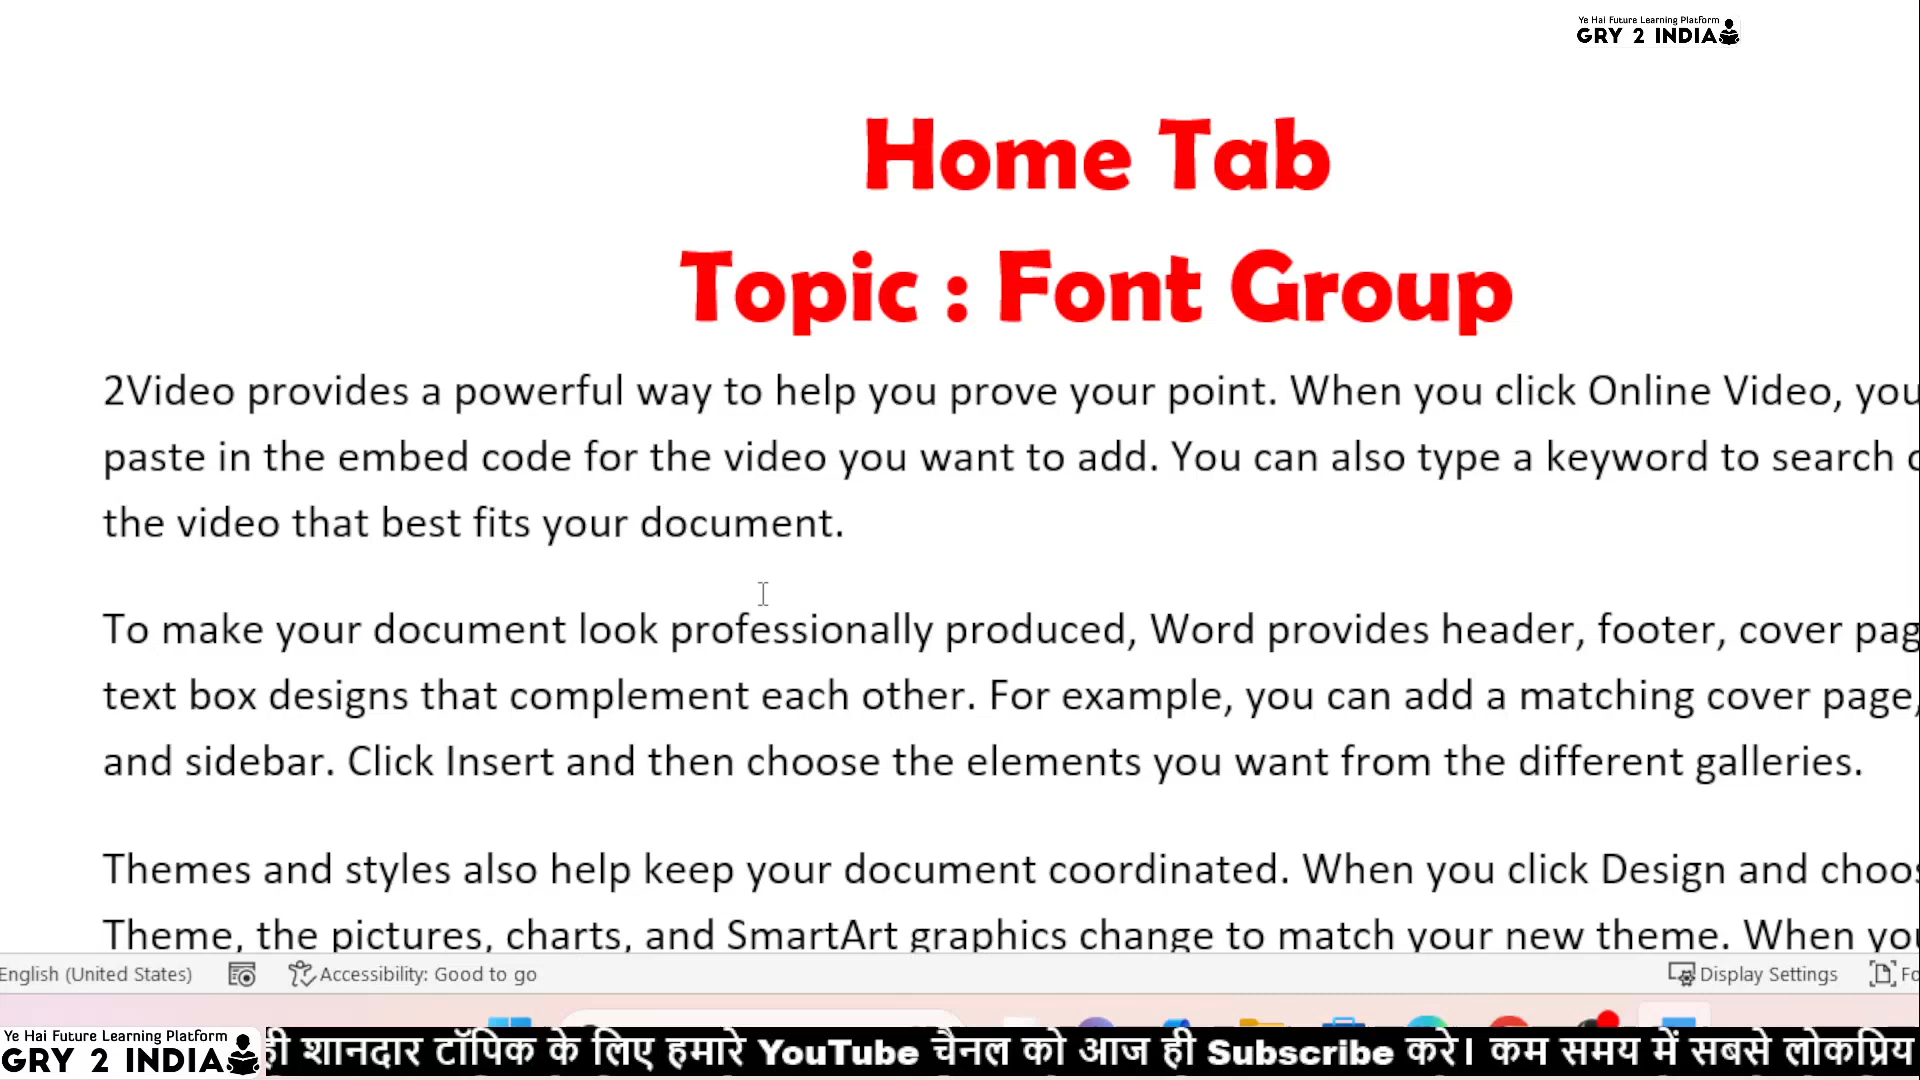 Ye Hai Future Learning Platform
GRY 2 INDIA
Home Tab
Topic : Font Group
2Video provides a powerful way to help you prove your point. When you click Online Video, you
paste in the embed code for the video you want to add. You can also type a keyword to search
the video that best fits your document.
To make your document look professionally produced, Word provides header, footer, cover
text box designs that complement each other. For example, you can add a matching cover page,
and sidebar. Click Insert and then choose the elements you want from the different galleries.
Themes and styles also help keep your document coordinated. When you click Design and
Theme, the pictures, charts, and SmartArt graphics change to match your new theme. When
English (United States) Accessibility: Good to go Display Settings
Ye Hai Future Learning Platform
GRY 2 INDIA
ही शानदार टॉपिक के लिए हमारे YouTube चैनल को आज ही Subscribe करे। कम समय में सबसे लोकप्रिय